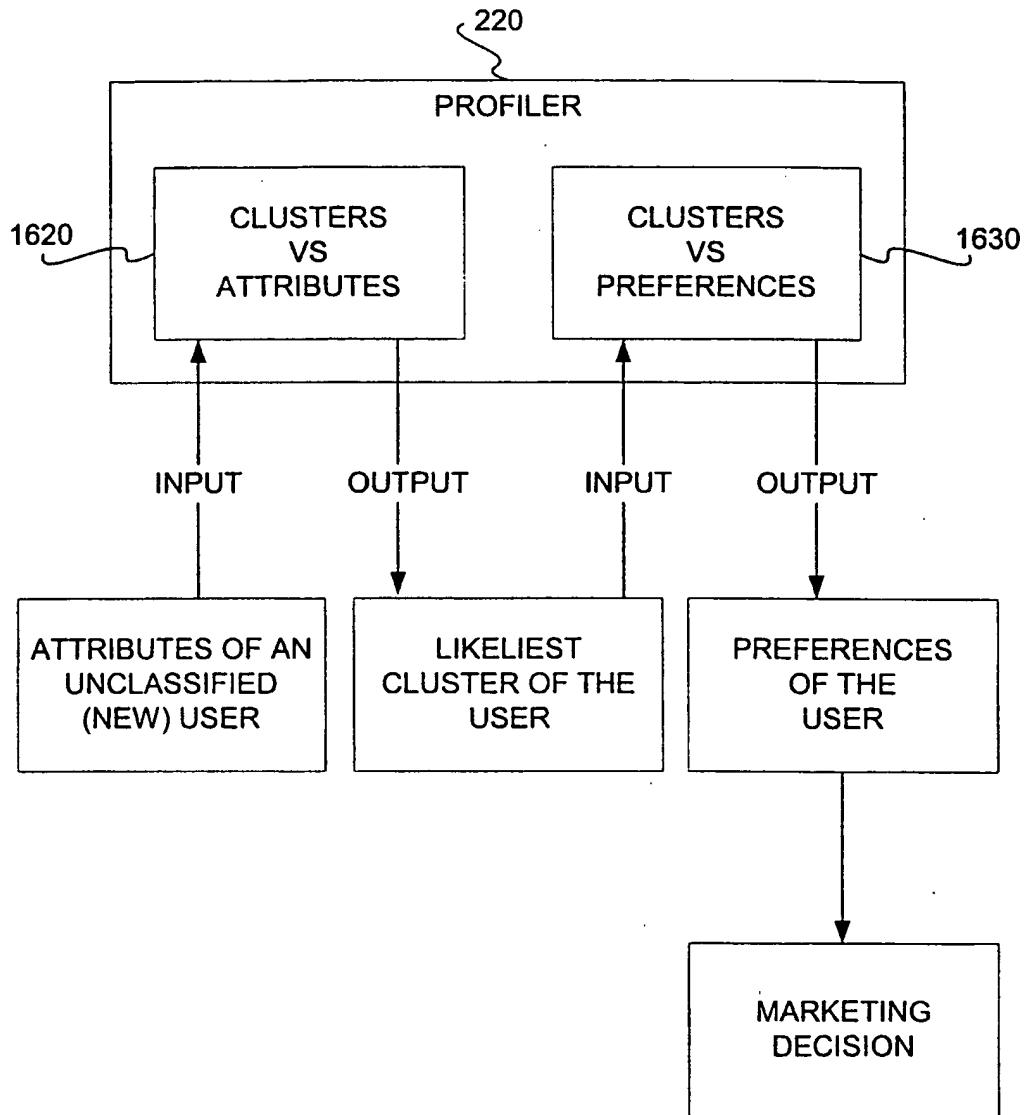 220
PROFILER
CLUSTERS
VS
ATTRIBUTES
CLUSTERS
VS
PREFERENCES
1620
1630
INPUT
OUTPUT
INPUT
OUTPUT
ATTRIBUTES OF AN
UNCLASSIFIED
(NEW) USER
LIKELIEST
CLUSTER OF THE
USER
PREFERENCES
OF THE
USER
MARKETING
DECISION